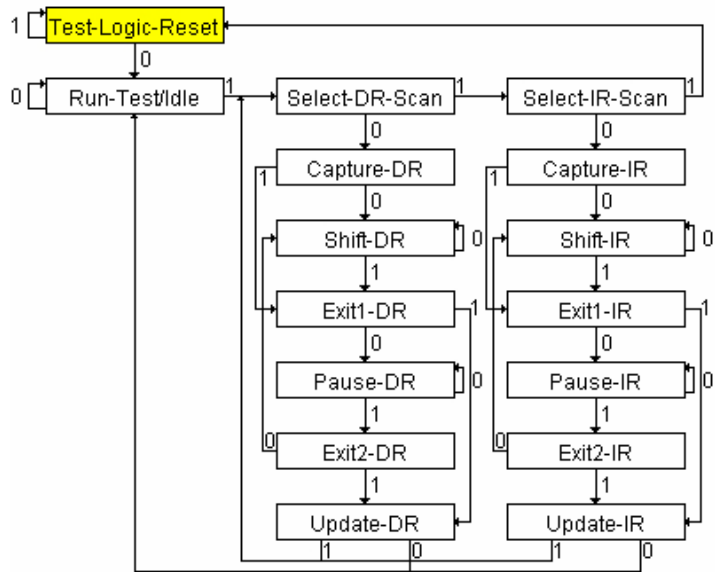 1 Test-Logic-Reset
0
0 Run-Test/Idle 1 Select-DR-Scan 1 Select-IR-Scan 1
0 0
1 Capture-DR 1 Capture-IR
0 0
Shift-DR 0 Shift-IR 0
1 1
Exit1-DR 1 Exit1-IR 1
0 0
Pause-DR 0 Pause-IR 0
1 1
0 Exit2-DR 0 Exit2-IR
1 1
Update-DR Update-IR
1 0 1 0